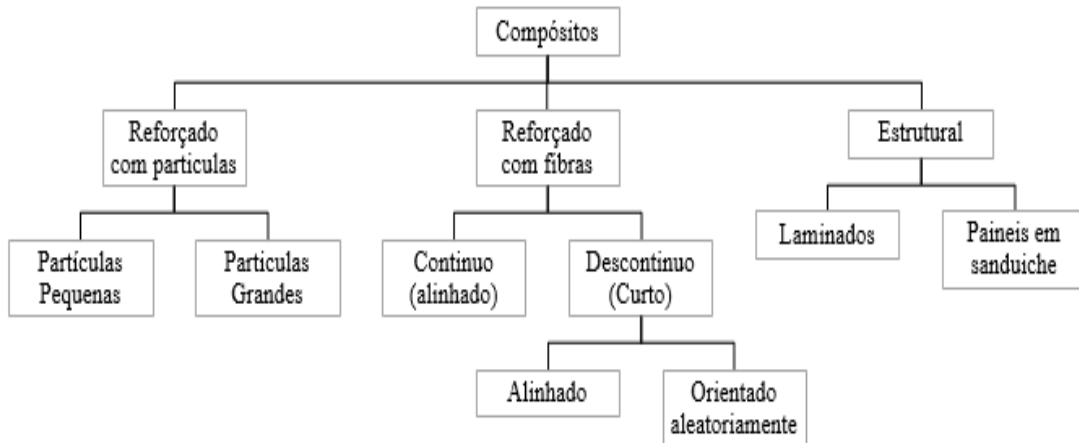 Compósitos
Reforçado
com particulas
Reforçado
com fibras
Estrutural
Partículas
Pequenas
Particulas
Grandes
Continuo
(alinhado)
Descontinuo
(Curto)
Laminados
Paineis em
sanduiche
Alinhado
Orientado
aleatoriamente